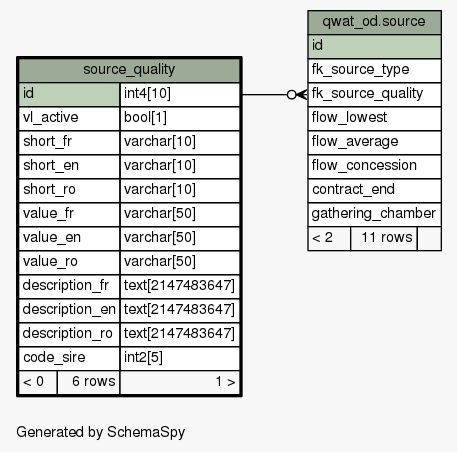 source_quality
id int4[10]
vl_active bool[1]
short_fr varchar[10]
short_en varchar[10]
short_ro varchar[10]
value_fr varchar[50]
value_en varchar[50]
value_ro varchar[50]
description_fr text[2147483647]
description_en text[2147483647]
description_ro text[2147483647]
code_sire int2[5]
< 0 6 rows 1 >
qwat_od.source
id
fk_source_type
fk_source_quality
flow_lowest
flow_average
flow_concession
contract_end
gathering_chamber
< 2 11 rows
Generated by SchemaSpy